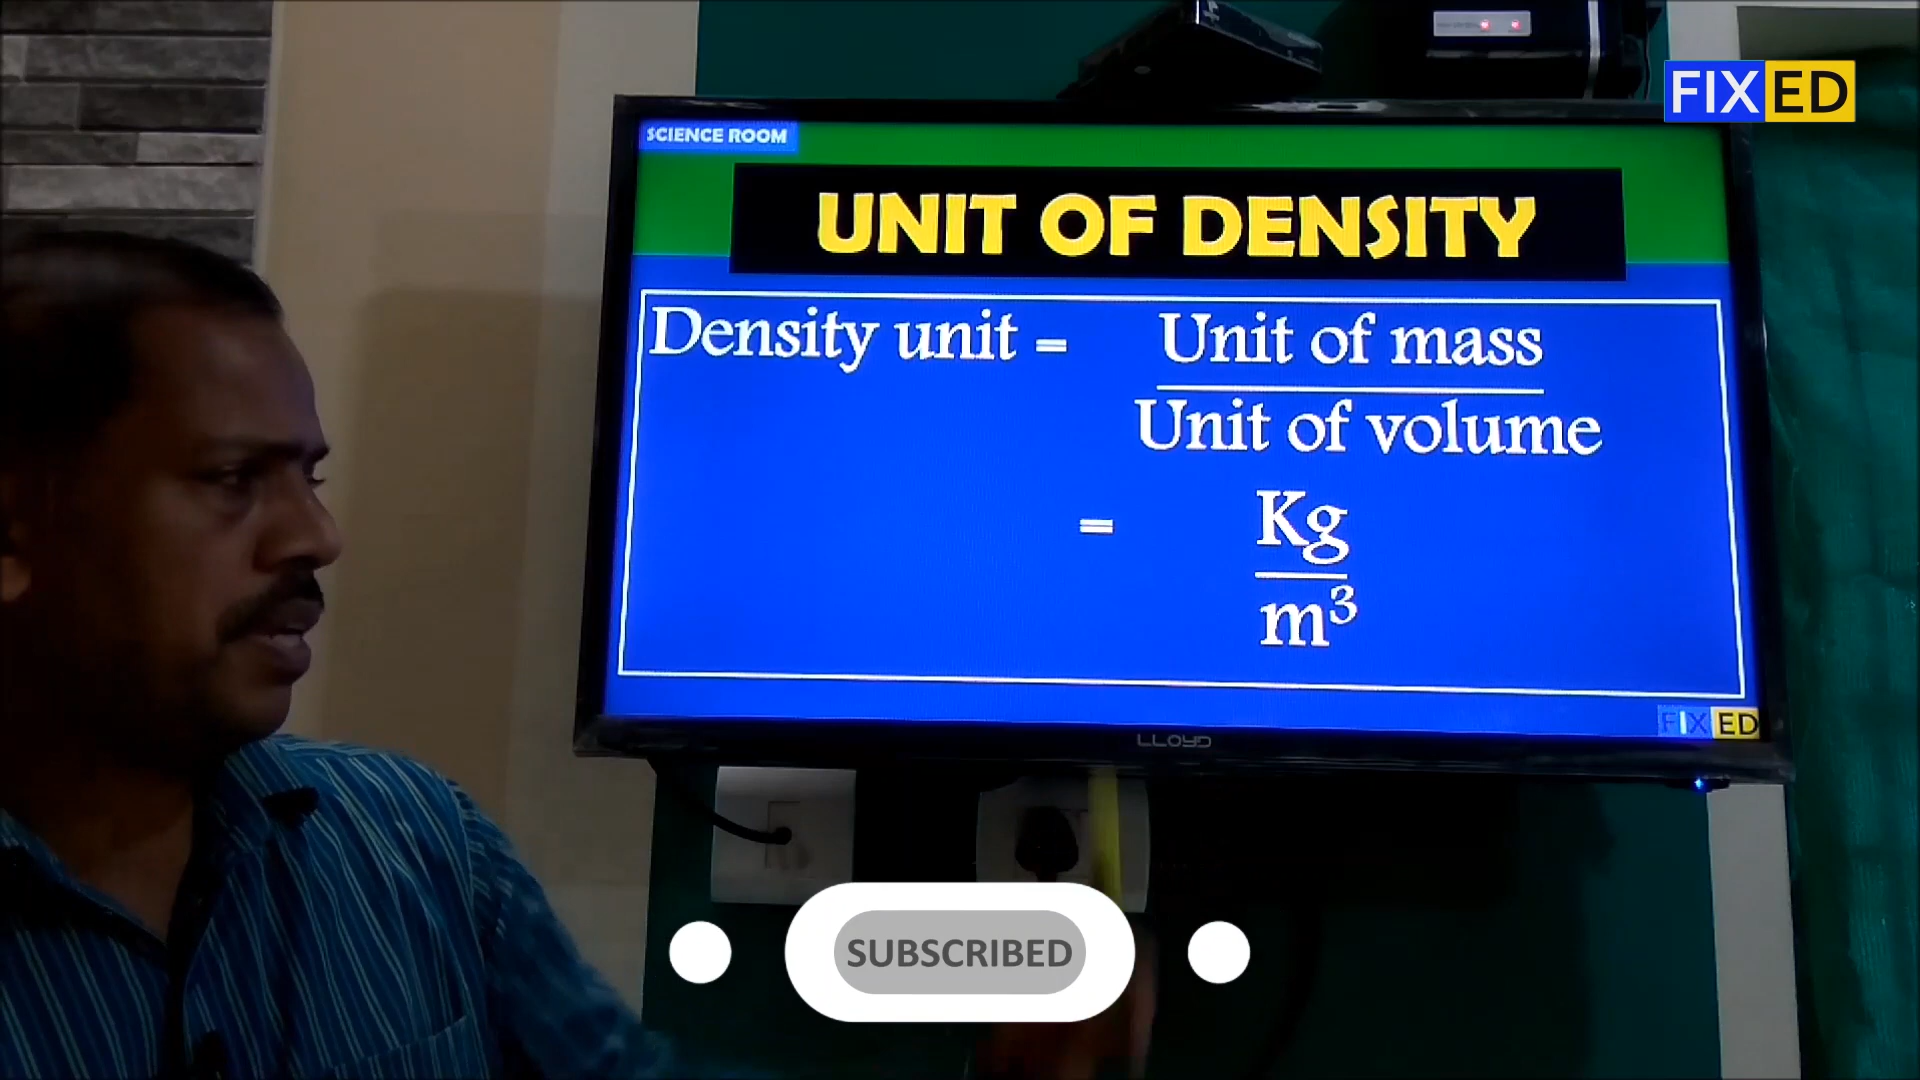 FIXED
SCIENCE ROOM
UNIT OF DENSITY
Density unit = Unit of mass
Unit of volume
= Kg
m³
FIXED
LLOYD
SUBSCRIBED